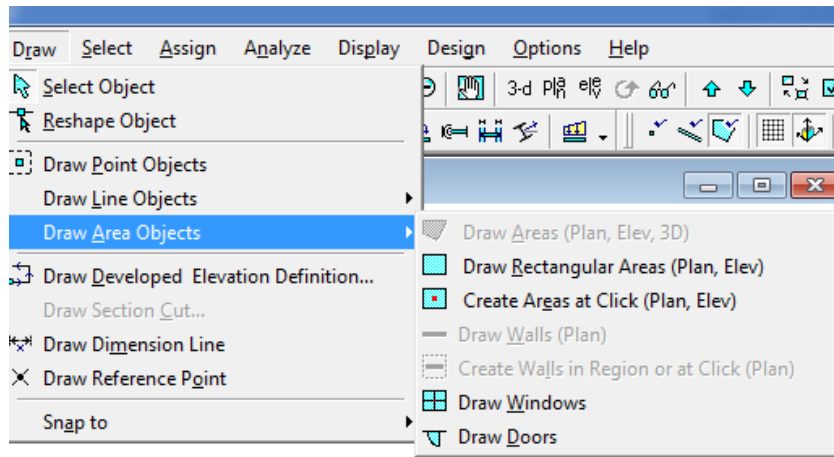 Draw Select Assign Analyze Display Design Options Help
Select Object
3-d
Reshape Object
Draw Point Objects
Draw Line Objects
Draw Area Objects
Draw Areas (Plan, Elev, 3D)
Draw Rectangular Areas (Plan, Elev)
Create Areas at Click (Plan, Elev)
Draw Walls (Plan)
Create Walls in Region or at Click (Plan)
Draw Windows
Draw Doors
Draw Developed Elevation Definition...
Draw Section Cut...
Draw Dimension Line
Draw Reference Point
Snap to